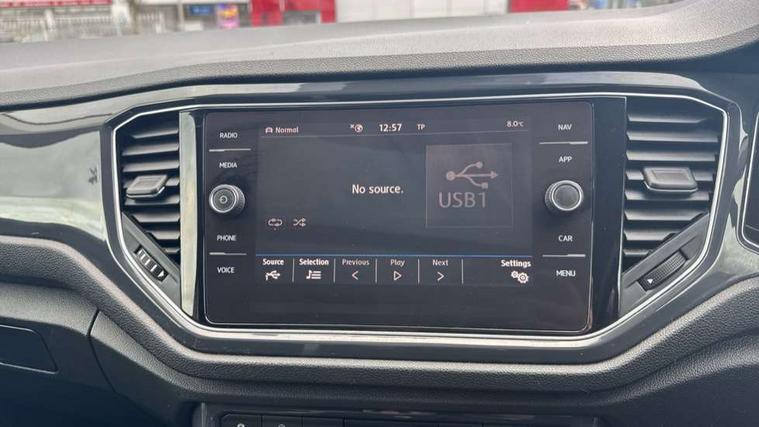 RADIO
MEDIA
PHONE
VOICE
Normal 12:57 TP 8.0°C
No source.
USB1
Source Selection Previous Play Next Settings
NAV
APP
CAR
MENU